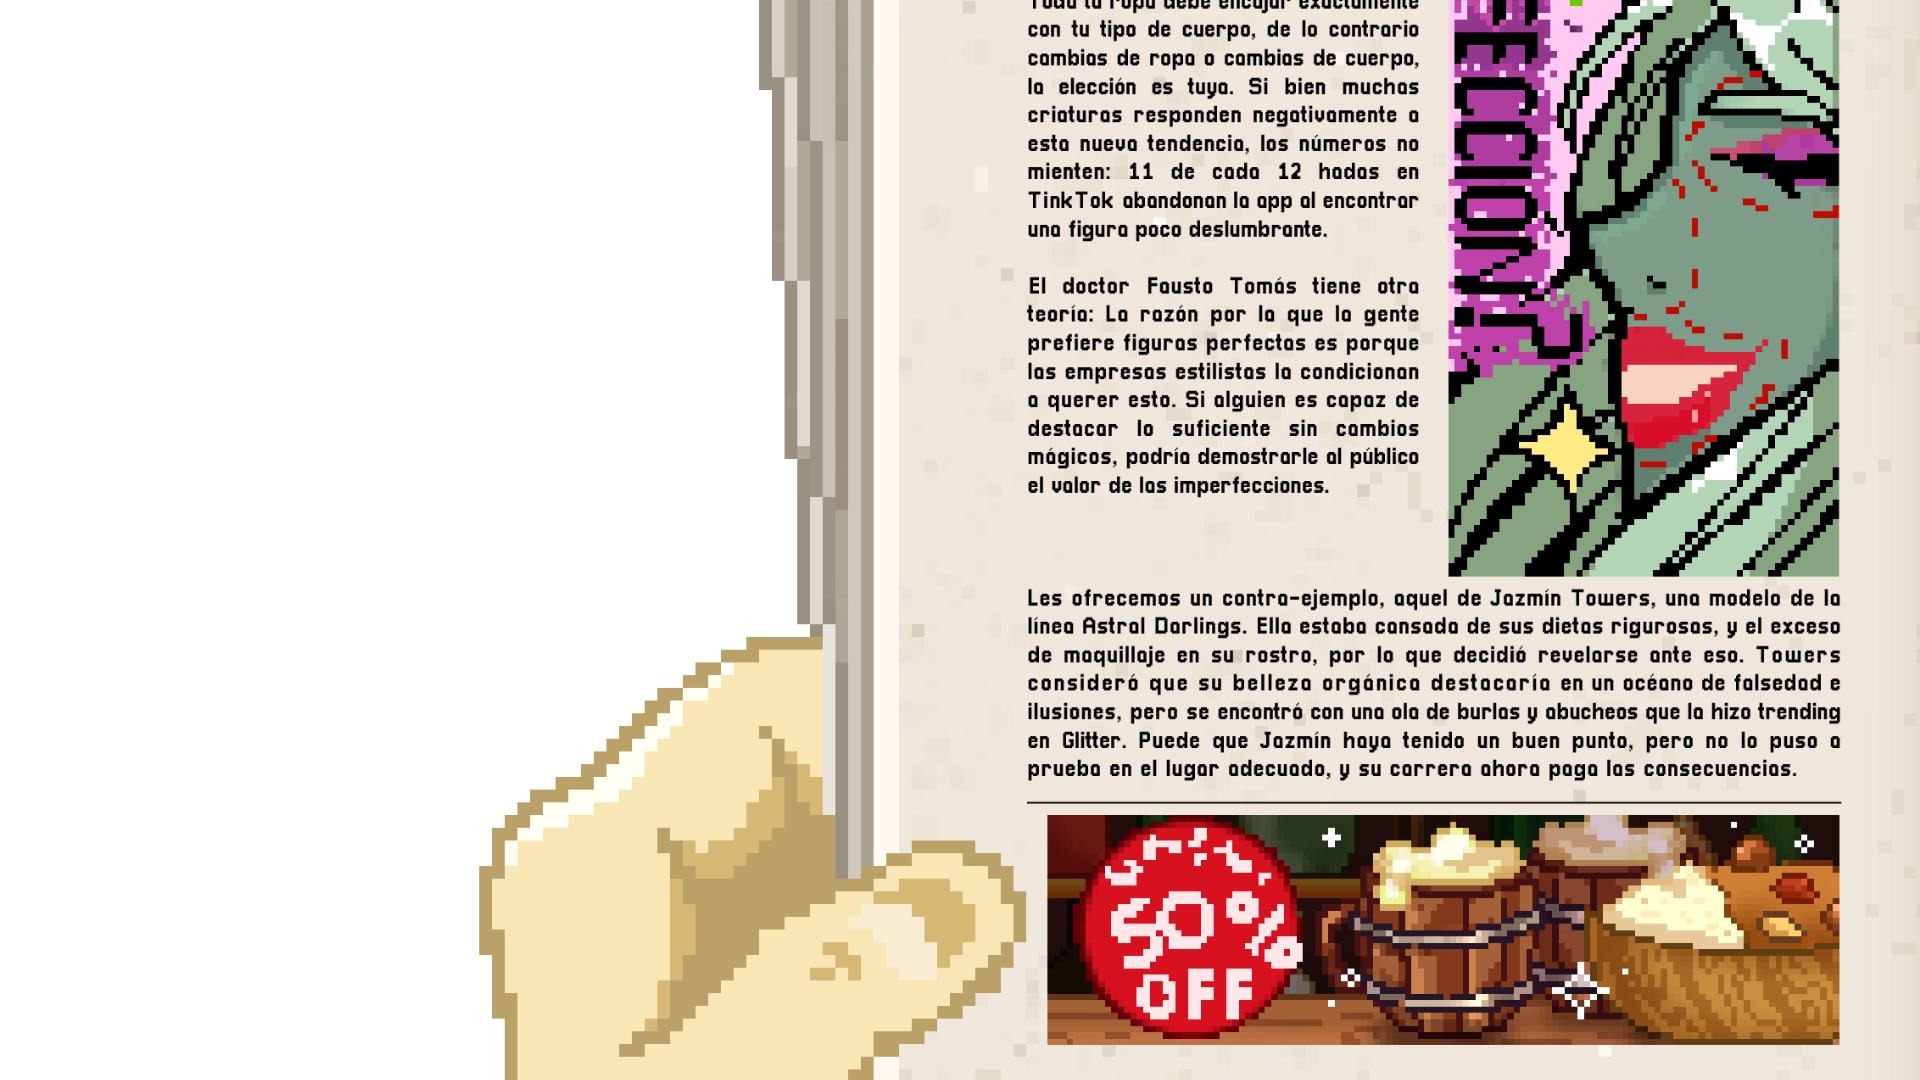 Toda la ropa debe encajar exactamente
con tu tipo de cuerpo, de lo contrario
cambias de ropa o cambias de cuerpo,
la elección es tuya. Si bien muchas
criaturas responden negativamente a
esta nueva tendencia, los números no
mienten: 11 de cada 12 hadas en
TinkTok abandonan la app al encontrar
una figura poco deslumbrante.
El doctor Fausto Tomás tiene otra
teoría: La razón por la que la gente
prefiere figuras perfectas es porque
las empresas estilistas la condicionan
a querer esto. Si alguien es capaz de
destacar lo suficiente sin cambios
mágicos, podría demostrarle al público
el valor de las imperfecciones.
ECCION?
Les ofrecemos un contra-ejemplo, aquel de Jazmín Towers, una modelo de la
línea Astral Darlings. Ella estaba cansada de sus dietas rigurosas, y el exceso
de maquillaje en su rostro, por lo que decidió revelarse ante eso. Towers
consideró que su belleza orgánica destacaría en un océano de falsedad e
ilusiones, pero se encontró con una ola de burlas y abucheos que la hizo trending
en Glitter. Puede que Jazmín haya tenido un buen punto, pero no lo puso a
prueba en el lugar adecuado, y su carrera ahora paga las consecuencias.
50%
OFF